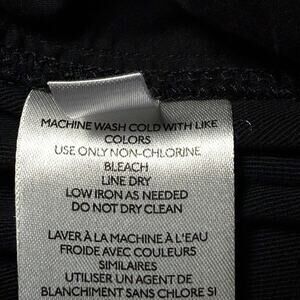 MACHINE WASH COLD WITH LIKE
COLORS
USE ONLY NON-CHLORINE
BLEACH
LINE DRY
LOW IRON AS NEEDED
DO NOT DRY CLEAN
LAVER À LA MACHINE À L'EAU
FROIDE AVEC COULEURS
SIMILAIRES
UTILISER UN AGENT DE
BLANCHIMENT SANS CHLORE SI